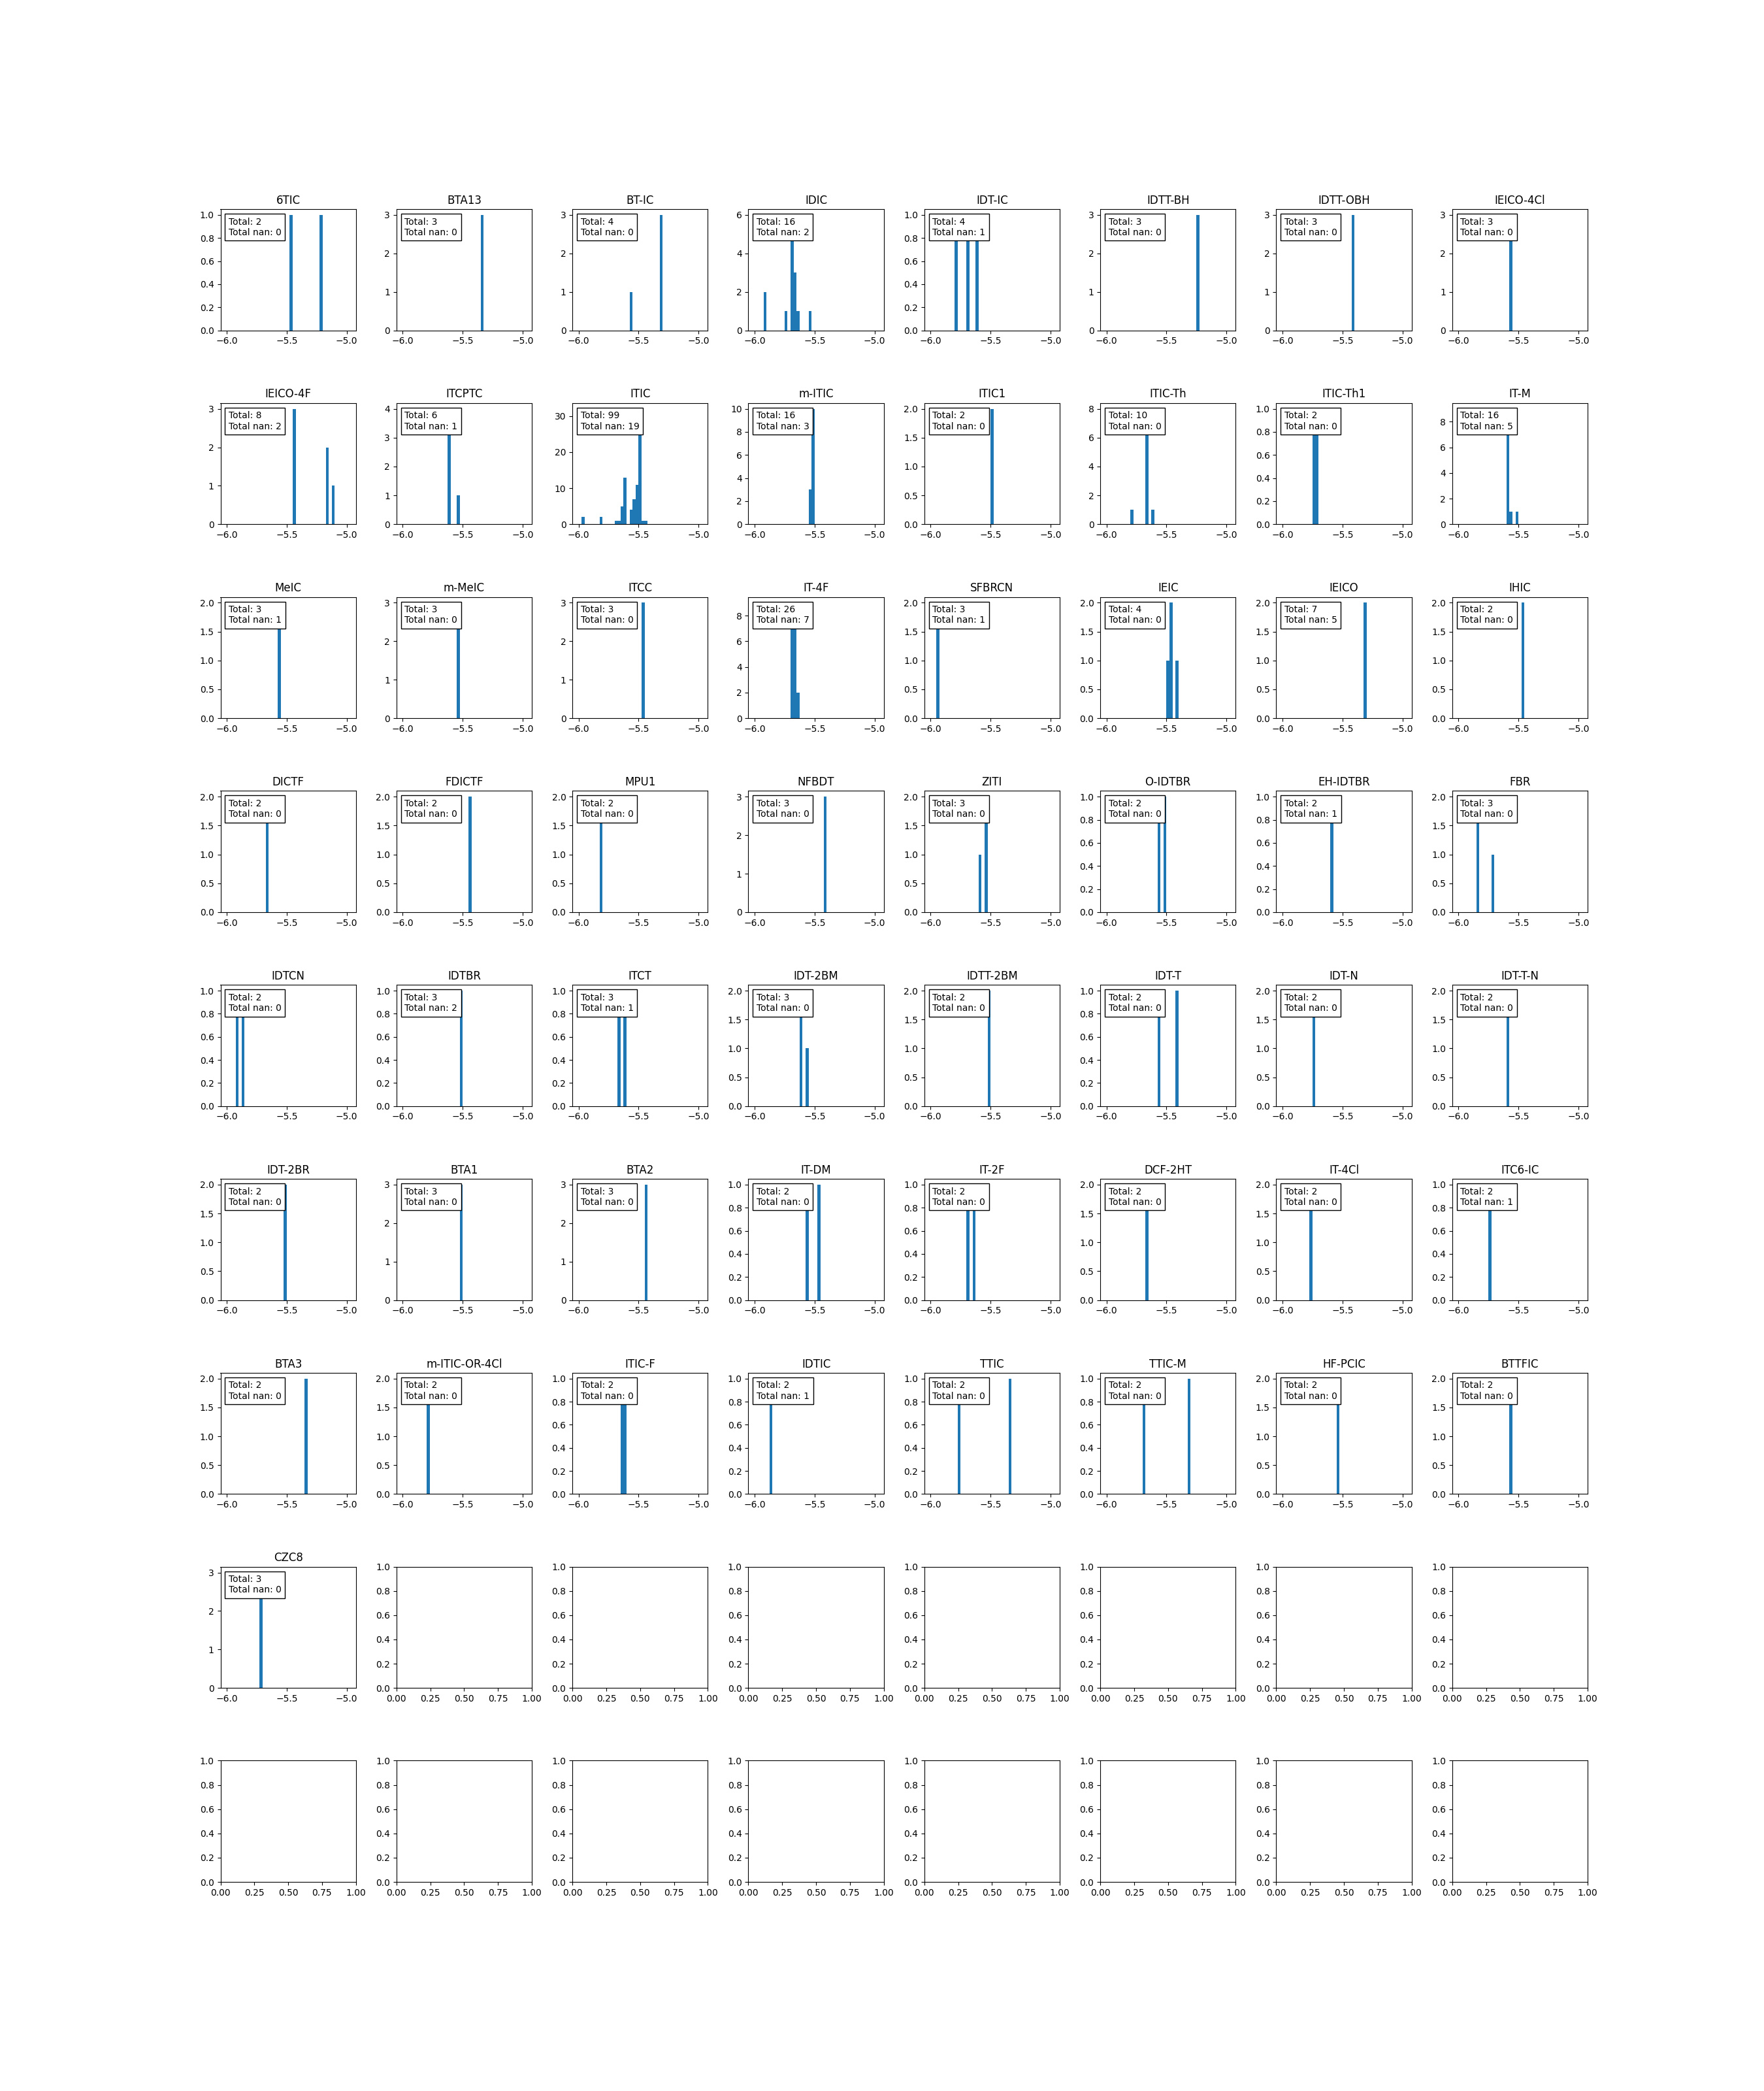 6TIC
Total: 2
Total nan: 0
1.0 0.8 0.6 0.4 0.2 0.0
−6.0 −5.5 −5.0
BTA13
Total: 3
Total nan: 0
3 2 1 0
−6.0 −5.5 −5.0
BT-IC
Total: 4
Total nan: 0
3 2 1 0
−6.0 −5.5 −5.0
IDIC
Total: 16
Total nan: 2
6 4 2 0
−6.0 −5.5 −5.0
IDT-IC
Total: 4
Total nan: 1
1.0 0.8 0.6 0.4 0.2 0.0
−6.0 −5.5 −5.0
IDTT-BH
Total: 3
Total nan: 0
3 2 1 0
−6.0 −5.5 −5.0
IDTT-OBH
Total: 3
Total nan: 0
3 2 1 0
−6.0 −5.5 −5.0
IEICO-4Cl
Total: 3
Total nan: 0
3 2 1 0
−6.0 −5.5 −5.0
IEICO-4F
Total: 8
Total nan: 2
3 2 1 0
−6.0 −5.5 −5.0
ITCPTC
Total: 6
Total nan: 1
4 3 2 1 0
−6.0 −5.5 −5.0
ITIC
Total: 99
Total nan: 19
30 20 10 0
−6.0 −5.5 −5.0
m-ITIC
Total: 16
Total nan: 3
10 8 6 4 2 0
−6.0 −5.5 −5.0
ITIC1
Total: 2
Total nan: 0
2.0 1.5 1.0 0.5 0.0
−6.0 −5.5 −5.0
ITIC-Th
Total: 10
Total nan: 0
8 6 4 2 0
−6.0 −5.5 −5.0
ITIC-Th1
Total: 2
Total nan: 0
1.0 0.8 0.6 0.4 0.2 0.0
−6.0 −5.5 −5.0
IT-M
Total: 16
Total nan: 5
8 6 4 2 0
−6.0 −5.5 −5.0
MeIC
Total: 3
Total nan: 1
2.0 1.5 1.0 0.5 0.0
−6.0 −5.5 −5.0
m-MeIC
Total: 3
Total nan: 0
3 2 1 0
−6.0 −5.5 −5.0
ITCC
Total: 3
Total nan: 0
3 2 1 0
−6.0 −5.5 −5.0
IT-4F
Total: 26
Total nan: 7
8 6 4 2 0
−6.0 −5.5 −5.0
SFBRCN
Total: 3
Total nan: 1
2.0 1.5 1.0 0.5 0.0
−6.0 −5.5 −5.0
IEIC
Total: 4
Total nan: 0
2.0 1.5 1.0 0.5 0.0
−6.0 −5.5 −5.0
IEICO
Total: 7
Total nan: 5
2.0 1.5 1.0 0.5 0.0
−6.0 −5.5 −5.0
IHIC
Total: 2
Total nan: 0
2.0 1.5 1.0 0.5 0.0
−6.0 −5.5 −5.0
DICTF
Total: 2
Total nan: 0
2.0 1.5 1.0 0.5 0.0
−6.0 −5.5 −5.0
FDICTF
Total: 2
Total nan: 0
2.0 1.5 1.0 0.5 0.0
−6.0 −5.5 −5.0
MPU1
Total: 2
Total nan: 0
2.0 1.5 1.0 0.5 0.0
−6.0 −5.5 −5.0
NFBDT
Total: 3
Total nan: 0
3 2 1 0
−6.0 −5.5 −5.0
ZITI
Total: 3
Total nan: 0
2.0 1.5 1.0 0.5 0.0
−6.0 −5.5 −5.0
O-IDTBR
Total: 2
Total nan: 0
1.0 0.8 0.6 0.4 0.2 0.0
−6.0 −5.5 −5.0
EH-IDTBR
Total: 2
Total nan: 1
1.0 0.8 0.6 0.4 0.2 0.0
−6.0 −5.5 −5.0
FBR
Total: 3
Total nan: 0
2.0 1.5 1.0 0.5 0.0
−6.0 −5.5 −5.0
IDTCN
Total: 2
Total nan: 0
1.0 0.8 0.6 0.4 0.2 0.0
−6.0 −5.5 −5.0
IDTBR
Total: 3
Total nan: 2
1.0 0.8 0.6 0.4 0.2 0.0
−6.0 −5.5 −5.0
ITCT
Total: 3
Total nan: 1
1.0 0.8 0.6 0.4 0.2 0.0
−6.0 −5.5 −5.0
IDT-2BM
Total: 3
Total nan: 0
2.0 1.5 1.0 0.5 0.0
−6.0 −5.5 −5.0
IDTT-2BM
Total: 2
Total nan: 0
2.0 1.5 1.0 0.5 0.0
−6.0 −5.5 −5.0
IDT-T
Total: 2
Total nan: 0
1.0 0.8 0.6 0.4 0.2 0.0
−6.0 −5.5 −5.0
IDT-N
Total: 2
Total nan: 0
2.0 1.5 1.0 0.5 0.0
−6.0 −5.5 −5.0
IDT-T-N
Total: 2
Total nan: 0
2.0 1.5 1.0 0.5 0.0
−6.0 −5.5 −5.0
IDT-2BR
Total: 2
Total nan: 0
2.0 1.5 1.0 0.5 0.0
−6.0 −5.5 −5.0
BTA1
Total: 3
Total nan: 0
3 2 1 0
−6.0 −5.5 −5.0
BTA2
Total: 3
Total nan: 0
3 2 1 0
−6.0 −5.5 −5.0
IT-DM
Total: 2
Total nan: 0
1.0 0.8 0.6 0.4 0.2 0.0
−6.0 −5.5 −5.0
IT-2F
Total: 2
Total nan: 0
1.0 0.8 0.6 0.4 0.2 0.0
−6.0 −5.5 −5.0
DCF-2HT
Total: 2
Total nan: 0
2.0 1.5 1.0 0.5 0.0
−6.0 −5.5 −5.0
IT-4Cl
Total: 2
Total nan: 0
2.0 1.5 1.0 0.5 0.0
−6.0 −5.5 −5.0
ITC6-IC
Total: 2
Total nan: 1
1.0 0.8 0.6 0.4 0.2 0.0
−6.0 −5.5 −5.0
BTA3
Total: 2
Total nan: 0
2.0 1.5 1.0 0.5 0.0
−6.0 −5.5 −5.0
m-ITIC-OR-4Cl
Total: 2
Total nan: 0
2.0 1.5 1.0 0.5 0.0
−6.0 −5.5 −5.0
ITIC-F
Total: 2
Total nan: 0
1.0 0.8 0.6 0.4 0.2 0.0
−6.0 −5.5 −5.0
IDTIC
Total: 2
Total nan: 1
1.0 0.8 0.6 0.4 0.2 0.0
−6.0 −5.5 −5.0
TTIC
Total: 2
Total nan: 0
1.0 0.8 0.6 0.4 0.2 0.0
−6.0 −5.5 −5.0
TTIC-M
Total: 2
Total nan: 0
1.0 0.8 0.6 0.4 0.2 0.0
−6.0 −5.5 −5.0
HF-PCIC
Total: 2
Total nan: 0
2.0 1.5 1.0 0.5 0.0
−6.0 −5.5 −5.0
BTTFIC
Total: 2
Total nan: 0
2.0 1.5 1.0 0.5 0.0
−6.0 −5.5 −5.0
CZC8
Total: 3
Total nan: 0
3 2 1 0
−6.0 −5.5 −5.0
1.0 0.8 0.6 0.4 0.2 0.0
0.00 0.25 0.50 0.75 1.00
1.0 0.8 0.6 0.4 0.2 0.0
0.00 0.25 0.50 0.75 1.00
1.0 0.8 0.6 0.4 0.2 0.0
0.00 0.25 0.50 0.75 1.00
1.0 0.8 0.6 0.4 0.2 0.0
0.00 0.25 0.50 0.75 1.00
1.0 0.8 0.6 0.4 0.2 0.0
0.00 0.25 0.50 0.75 1.00
1.0 0.8 0.6 0.4 0.2 0.0
0.00 0.25 0.50 0.75 1.00
1.0 0.8 0.6 0.4 0.2 0.0
0.00 0.25 0.50 0.75 1.00
1.0 0.8 0.6 0.4 0.2 0.0
0.00 0.25 0.50 0.75 1.00
1.0 0.8 0.6 0.4 0.2 0.0
0.00 0.25 0.50 0.75 1.00
1.0 0.8 0.6 0.4 0.2 0.0
0.00 0.25 0.50 0.75 1.00
1.0 0.8 0.6 0.4 0.2 0.0
0.00 0.25 0.50 0.75 1.00
1.0 0.8 0.6 0.4 0.2 0.0
0.00 0.25 0.50 0.75 1.00
1.0 0.8 0.6 0.4 0.2 0.0
0.00 0.25 0.50 0.75 1.00
1.0 0.8 0.6 0.4 0.2 0.0
0.00 0.25 0.50 0.75 1.00
1.0 0.8 0.6 0.4 0.2 0.0
0.00 0.25 0.50 0.75 1.00